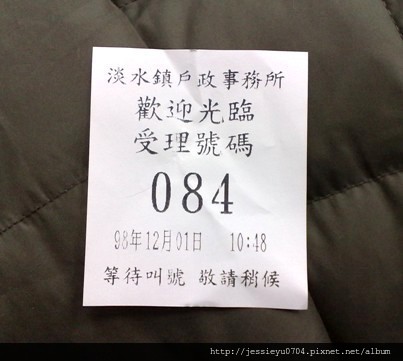 淡水鎮戶政事務所
歡迎光臨
受理號碼
084
98年12月01日 10:48
等待叫號 敬請稍候
http://jessieyu0704.pixnet.net/album